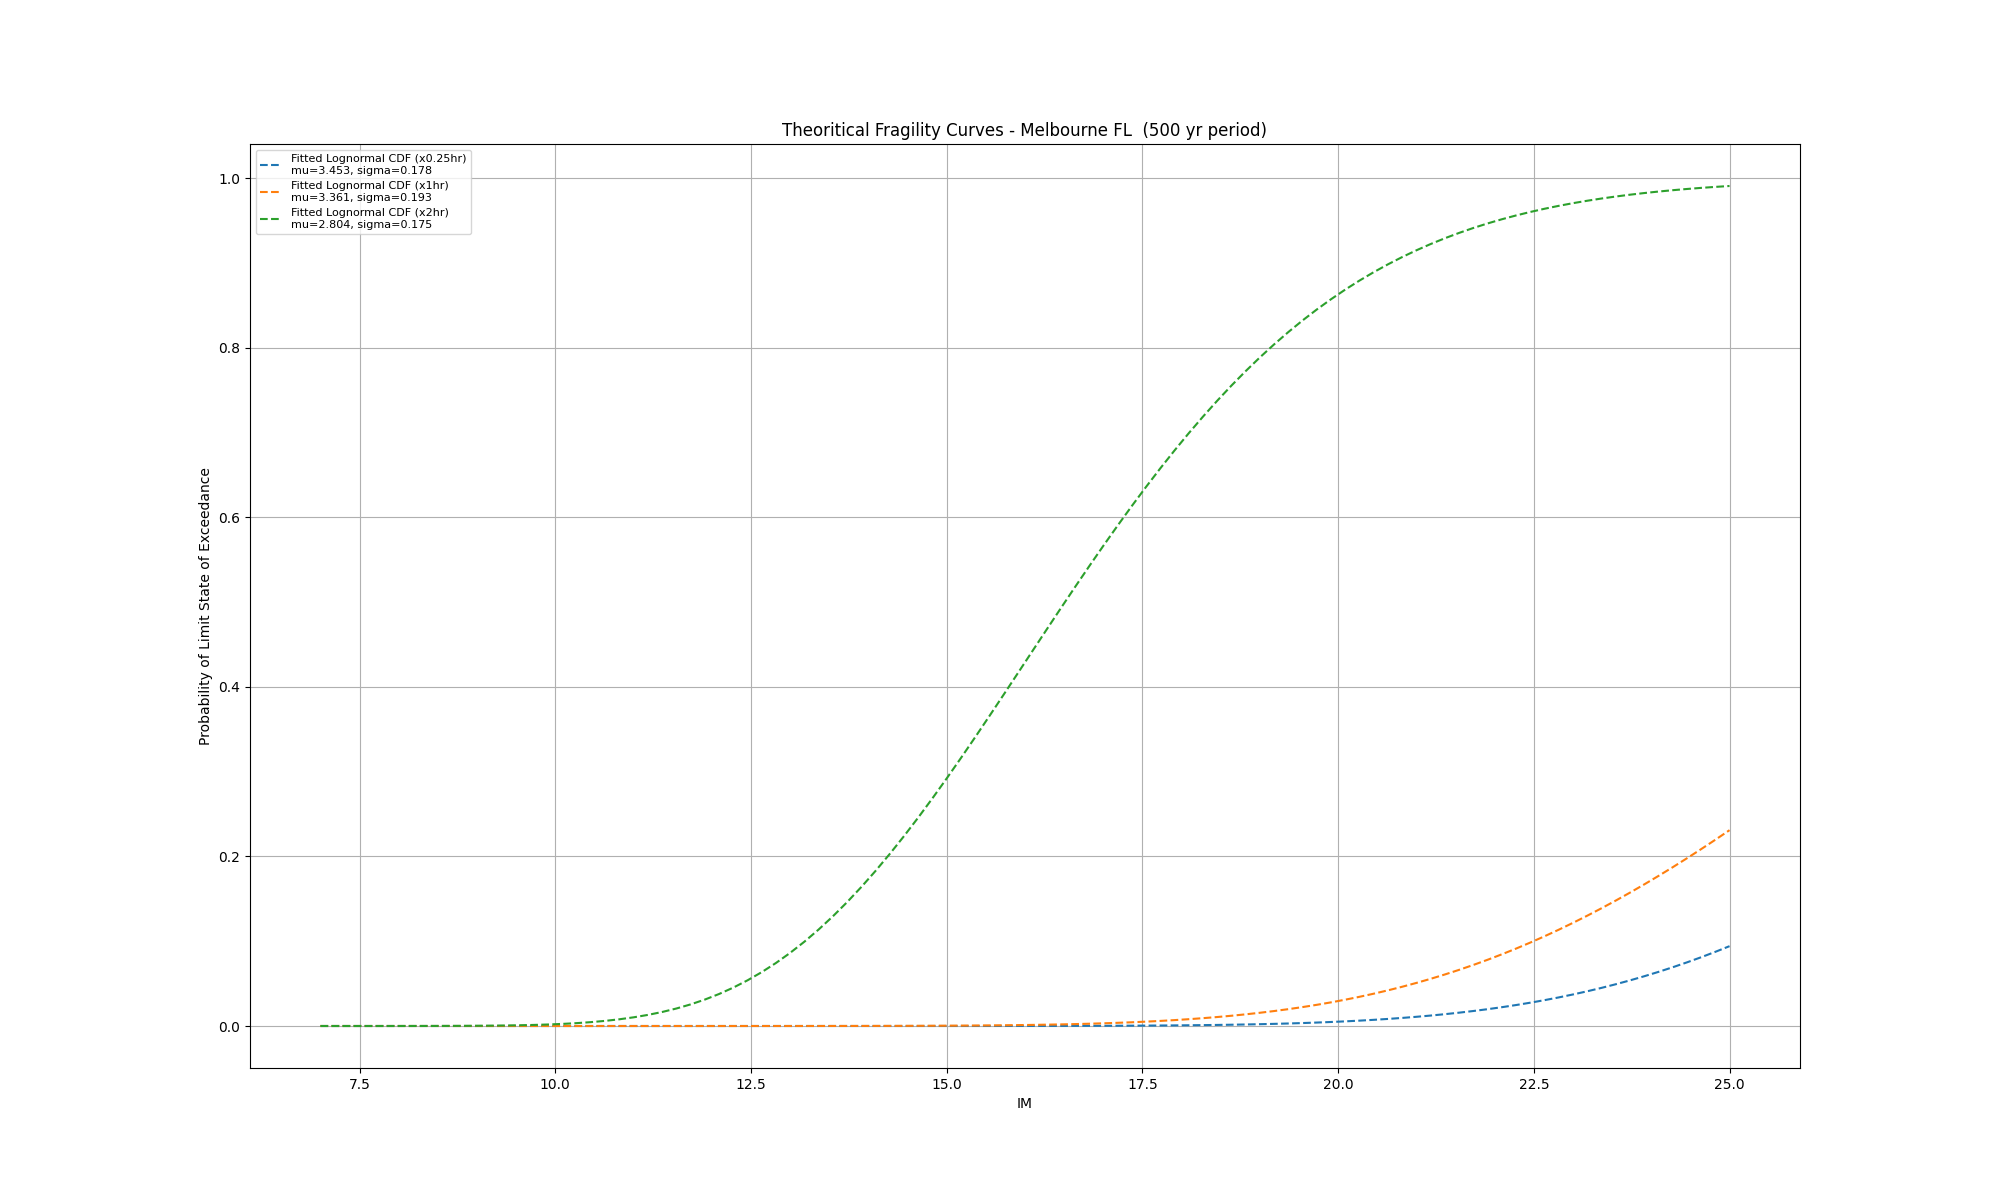 Theoritical Fragility Curves - Melbourne FL  (500 yr period)
Fitted Lognormal CDF (x0.25hr)
mu=3.453, sigma=0.178
Fitted Lognormal CDF (x1hr)
mu=3.361, sigma=0.193
Fitted Lognormal CDF (x2hr)
mu=2.804, sigma=0.175
Probability of Limit State of Exceedance
1.0
0.8
0.6
0.4
0.2
0.0
7.5 10.0 12.5 15.0 17.5 20.0 22.5 25.0
IM